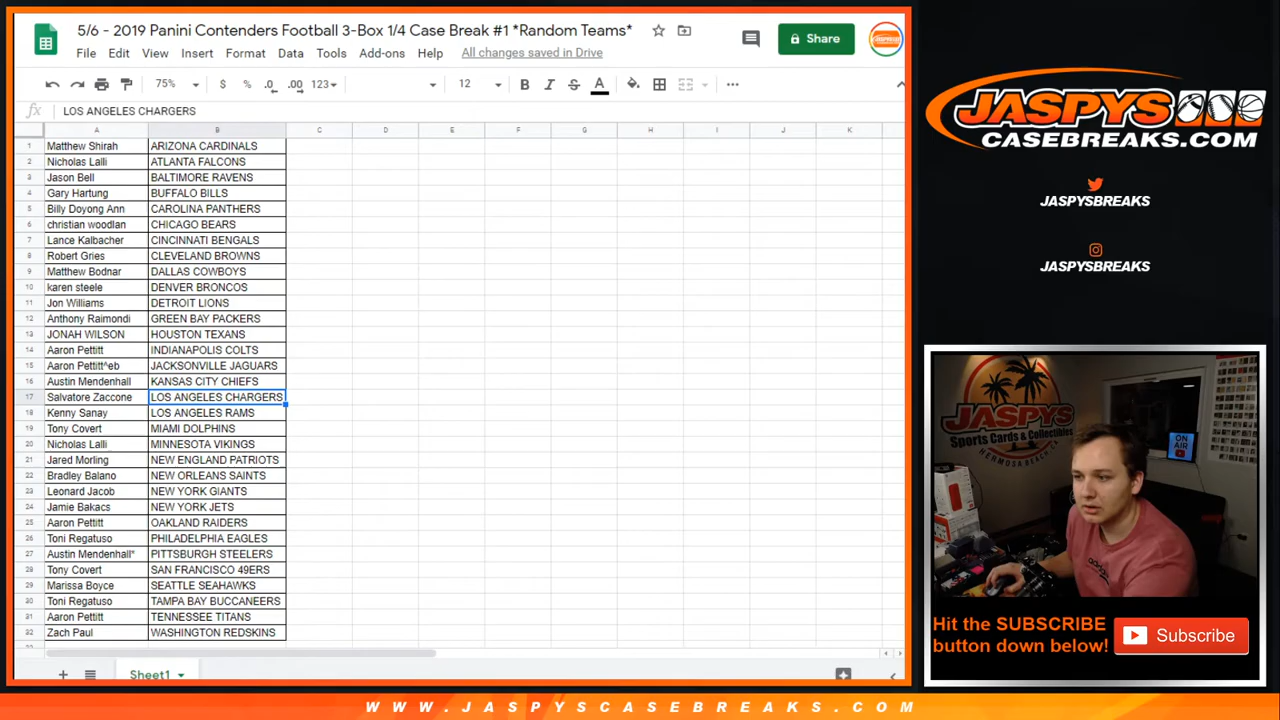 5/6 - 2019 Panini Contenders Football 3-Box 1/4 Case Break #1 *Random Teams*
File Edit View Insert Format Data Tools Add-ons Help All changes saved in Drive
Share
75% $ % .0 .00 123 12 B I S A
fx LOS ANGELES CHARGERS
A B C D E F G H I J K
1 Matthew Shirah ARIZONA CARDINALS
2 Nicholas Lalli ATLANTA FALCONS
3 Jason Bell BALTIMORE RAVENS
4 Gary Hartung BUFFALO BILLS
5 Billy Doyong Ann CAROLINA PANTHERS
6 christian woodlan CHICAGO BEARS
7 Lance Kalbacher CINCINNATI BENGALS
8 Robert Gries CLEVELAND BROWNS
9 Matthew Bodnar DALLAS COWBOYS
10 karen steele DENVER BRONCOS
11 Jon Williams DETROIT LIONS
12 Anthony Raimondi GREEN BAY PACKERS
13 JONAH WILSON HOUSTON TEXANS
14 Aaron Pettitt INDIANAPOLIS COLTS
15 Aaron Pettitt^eb JACKSONVILLE JAGUARS
16 Austin Mendenhall KANSAS CITY CHIEFS
17 Salvatore Zaccone LOS ANGELES CHARGERS
18 Kenny Sanay LOS ANGELES RAMS
19 Tony Covert MIAMI DOLPHINS
20 Nicholas Lalli MINNESOTA VIKINGS
21 Jared Morling NEW ENGLAND PATRIOTS
22 Bradley Balano NEW ORLEANS SAINTS
23 Leonard Jacob NEW YORK GIANTS
24 Jamie Bakacs NEW YORK JETS
25 Aaron Pettitt OAKLAND RAIDERS
26 Toni Regatuso PHILADELPHIA EAGLES
27 Austin Mendenhall* PITTSBURGH STEELERS
28 Tony Covert SAN FRANCISCO 49ERS
29 Marissa Boyce SEATTLE SEAHAWKS
30 Toni Regatuso TAMPA BAY BUCCANEERS
31 Aaron Pettitt TENNESSEE TITANS
32 Zach Paul WASHINGTON REDSKINS
Sheet1
JASPYS
CASEBREAKS.COM
JASPYSBREAKS
JASPYSBREAKS
JASPYS
Sports Cards & Collectibles
HERMOSA BEACH, CA
ON AIR
Hit the SUBSCRIBE
button down below!
Subscribe
WWW.JASPYSCASEBREAKS.COM